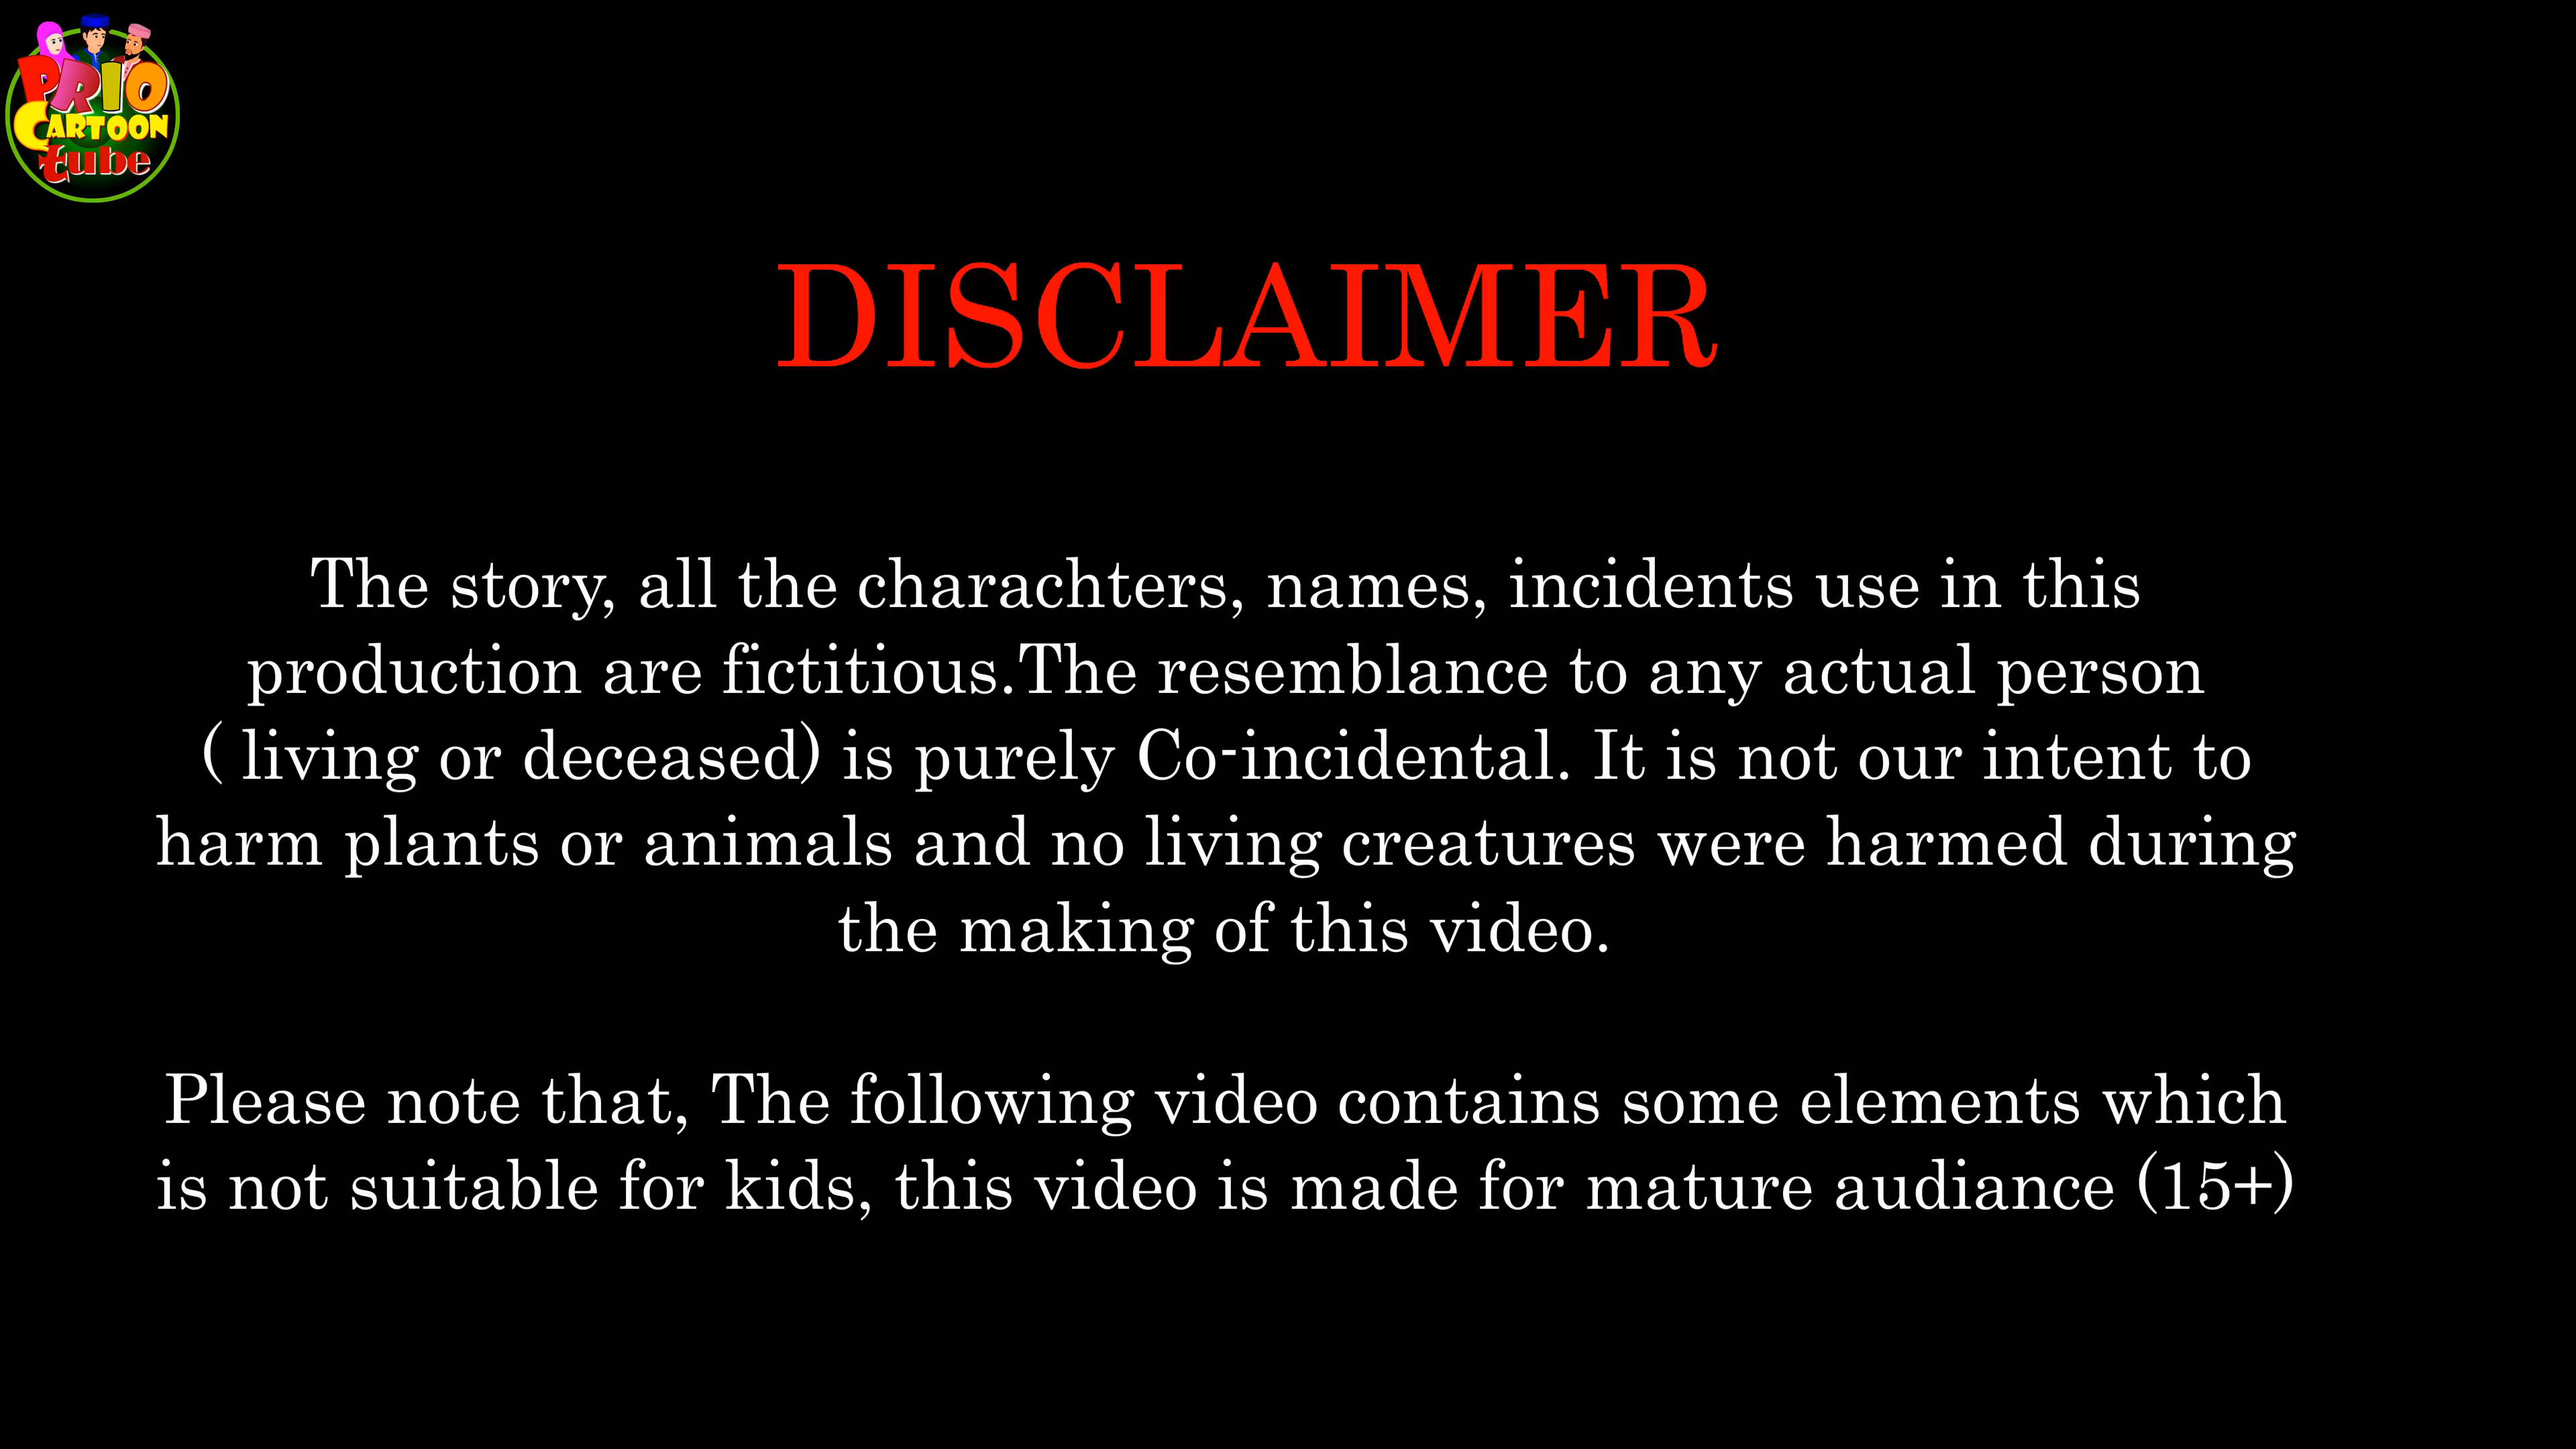 PRIO
CARTOON
tube
DISCLAIMER
The story, all the charachters, names, incidents use in this
production are fictitious.The resemblance to any actual person
( living or deceased) is purely Co-incidental. It is not our intent to
harm plants or animals and no living creatures were harmed during
the making of this video.
Please note that, The following video contains some elements which
is not suitable for kids, this video is made for mature audiance (15+)